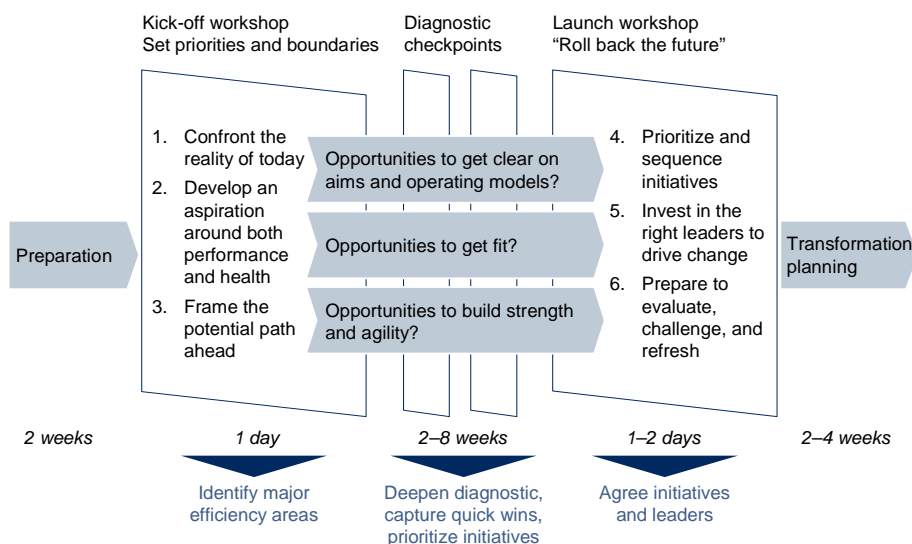 Kick-off workshop
Set priorities and boundaries
Diagnostic
checkpoints
Launch workshop
“Roll back the future”
Preparation
1. Confront the
reality of today
2. Develop an
aspiration
around both
performance
and health
3. Frame the
potential path
ahead
Opportunities to get clear on
aims and operating models?
Opportunities to get fit?
Opportunities to build strength
and agility?
4. Prioritize and
sequence
initiatives
5. Invest in the
right leaders to
drive change
6. Prepare to
evaluate,
challenge, and
refresh
Transformation
planning
2 weeks
1 day
2–8 weeks
1–2 days
2–4 weeks
Identify major
efficiency areas
Deepen diagnostic,
capture quick wins,
prioritize initiatives
Agree initiatives
and leaders